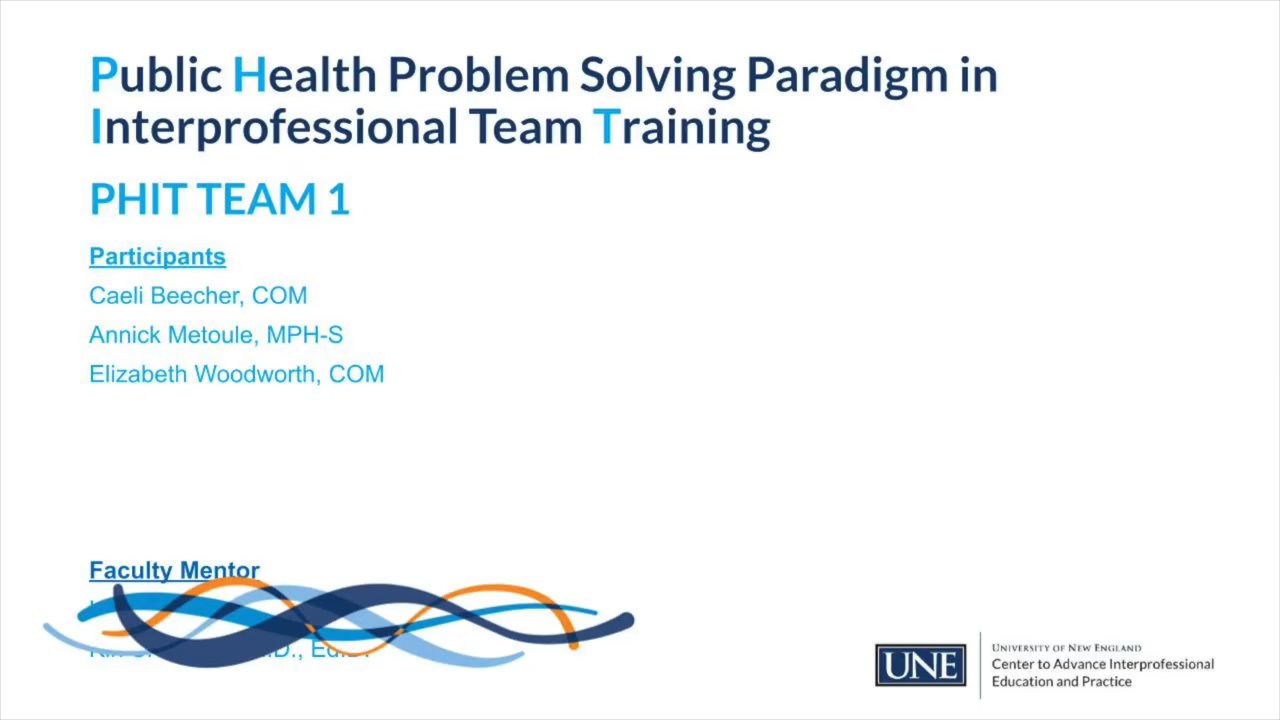 Public Health Problem Solving Paradigm in
Interprofessional Team Training
PHIT TEAM 1
Participants
Caeli Beecher, COM
Annick Metoule, MPH-S
Elizabeth Woodworth, COM
Faculty Mentor
UNE
UNIVERSITY OF NEW ENGLAND
Center to Advance Interprofessional
Education and Practice